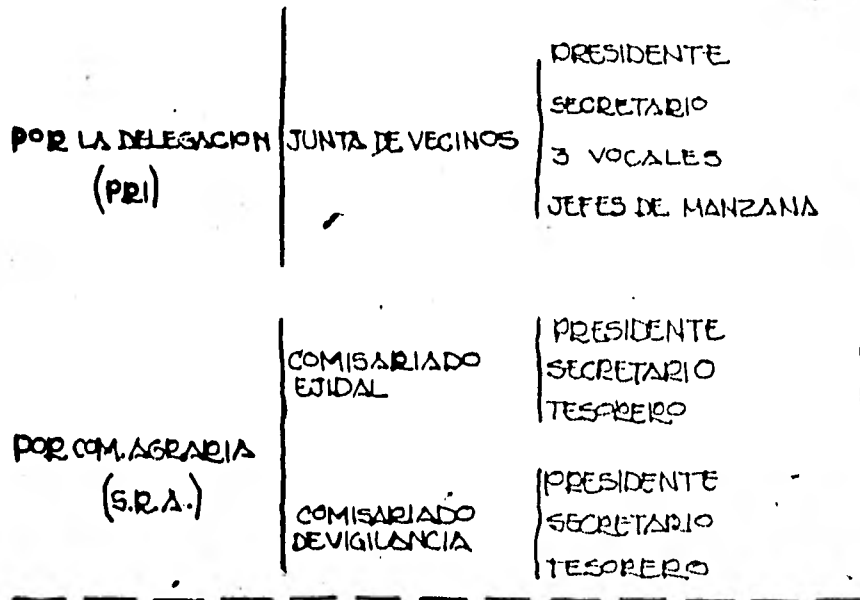 POR LA DELEGACION
(PRI)
JUNTA DE VECINOS
PRESIDENTE
SECRETARIO
3 VOCALES
JEFES DE MANZANA
POR COM. AGRARIA
(S.R.A.)
COMISARIADO
EJIDAL
PRESIDENTE
SECRETARIO
TESORERO
COMISARIADO
DE VIGILANCIA
PRESIDENTE
SECRETARIO
TESORERO